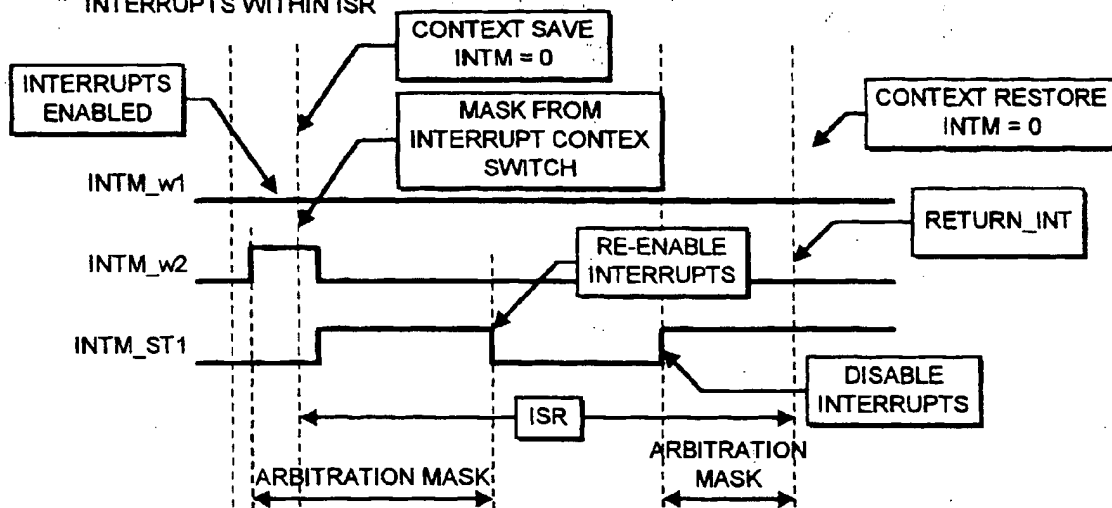 INTERRUPTS WITHIN ISR
CONTEXT SAVE
INTM = 0
INTERRUPTS
ENABLED
MASK FROM
INTERRUPT CONTEX
SWITCH
CONTEXT RESTORE
INTM = 0
INTM_w1
RETURN_INT
INTM_w2
RE-ENABLE
INTERRUPTS
INTM_ST1
DISABLE
INTERRUPTS
ISR
ARBITRATION MASK
ARBITRATION
MASK